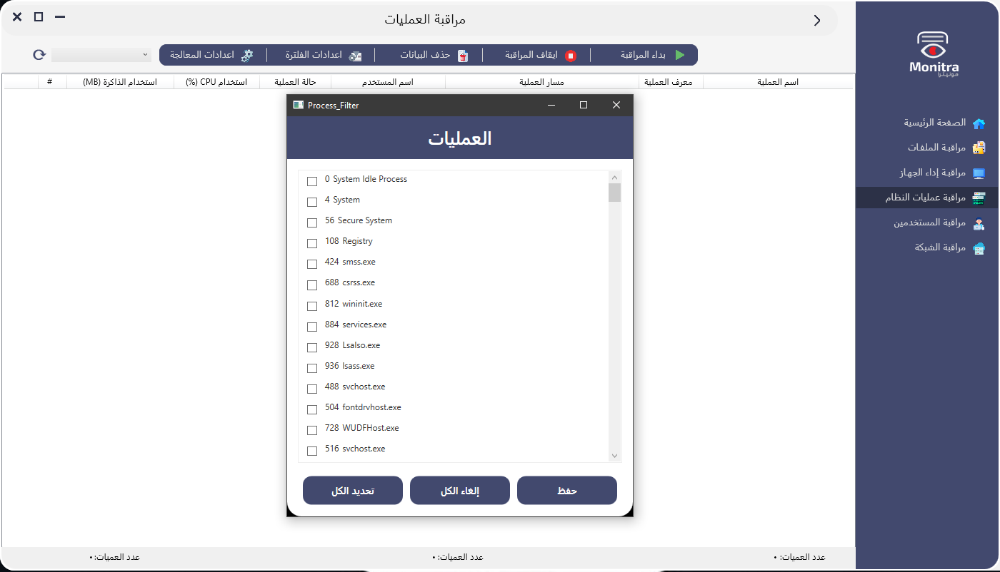 مراقبة العمليات
Monitra
مونيترا
الصفحة الرئيسية
مراقبة الملفات
مراقبة إداء الجهاز
مراقبة عمليات النظام
مراقبة المستخدمين
مراقبة الشبكة
بداء المراقبة
ايقاف المراقبة
حذف البيانات
اعدادات الفلترة
اعدادات المعالجة
اسم العملية معرف العملية مسار العملية اسم المستخدم حالة العملية استخدام CPU (%) استخدام الذاكرة (MB) #
Process_Filter
العمليات
0 System Idle Process
4 System
56 Secure System
108 Registry
424 smss.exe
688 csrss.exe
812 wininit.exe
884 services.exe
928 LsaIso.exe
936 lsass.exe
488 svchost.exe
504 fontdrvhost.exe
728 WUDFHost.exe
516 svchost.exe
حفظ
إلغاء الكل
تحديد الكل
عدد العميات: ٠
عدد العميات: ٠
عدد العميات: ٠